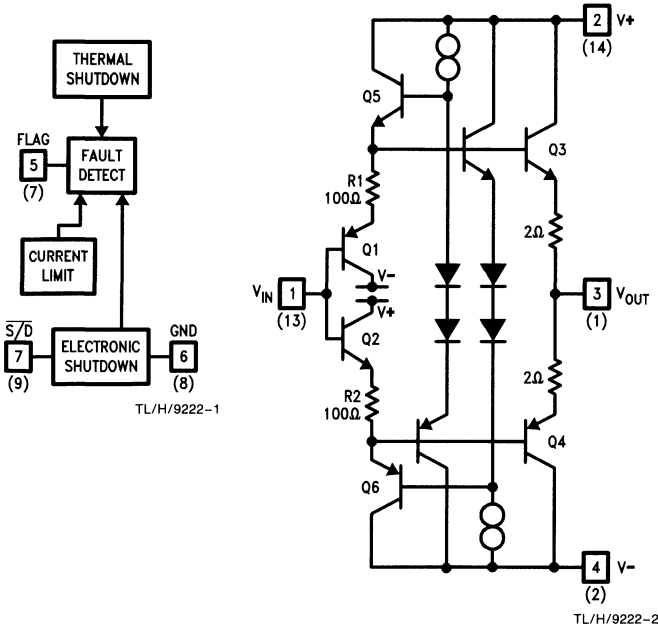 THERMAL
SHUTDOWN
FLAG
5
(7)
FAULT
DETECT
CURRENT
LIMIT
S/D
7
(9)
ELECTRONIC
SHUTDOWN
GND
6
(8)
TL/H/9222-1
2 V+
(14)
Q5
Q3
R1
100Ω
2Ω
Q1
V-
VIN 1
(13)
V+
Q2
3 VOUT
(1)
R2
100Ω
2Ω
Q4
Q6
4 V-
(2)
TL/H/9222-2